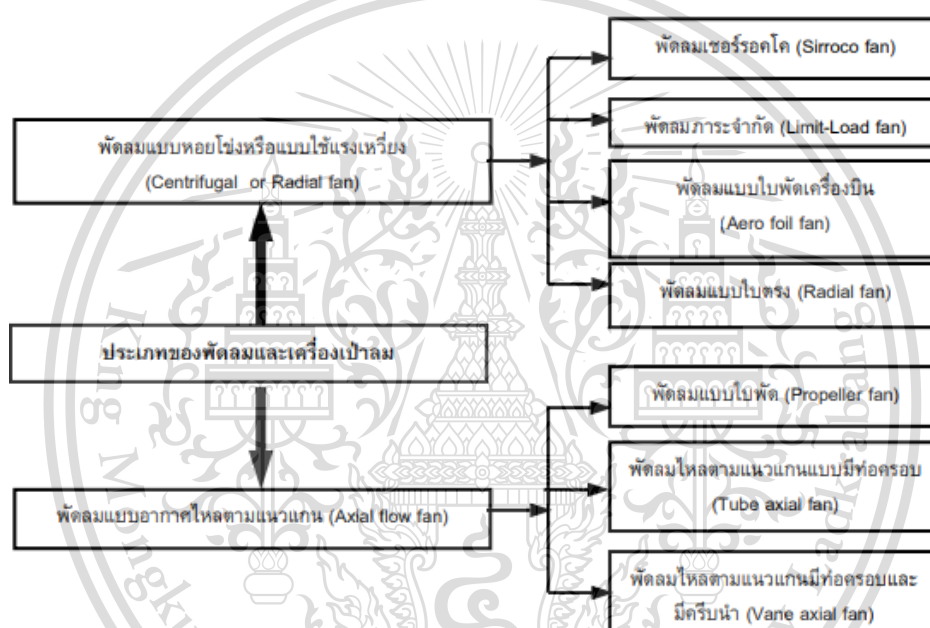 พัดลมเชอร์รอคโค (Sirroco fan)
พัดลมภาระจำกัด (Limit-Load fan)
พัดลมแบบหอยโข่งหรือแบบใช้แรงเหวี่ยง
(Centrifugal or Radial fan)
พัดลมแบบใบพัดเครื่องบิน
(Aero foil fan)
พัดลมแบบใบตรง (Radial fan)
ประเภทของพัดลมและเครื่องเป่าลม
พัดลมแบบใบพัด (Propeller fan)
พัดลมไหลตามแนวแกนแบบมีท่อครอบ
(Tube axial fan)
พัดลมแบบอากาศไหลตามแนวแกน (Axial flow fan)
พัดลมไหลตามแนวแกนมีท่อครอบและ
มีครีบนำ (Vane axial fan)
King Mongku
Ladkrabang